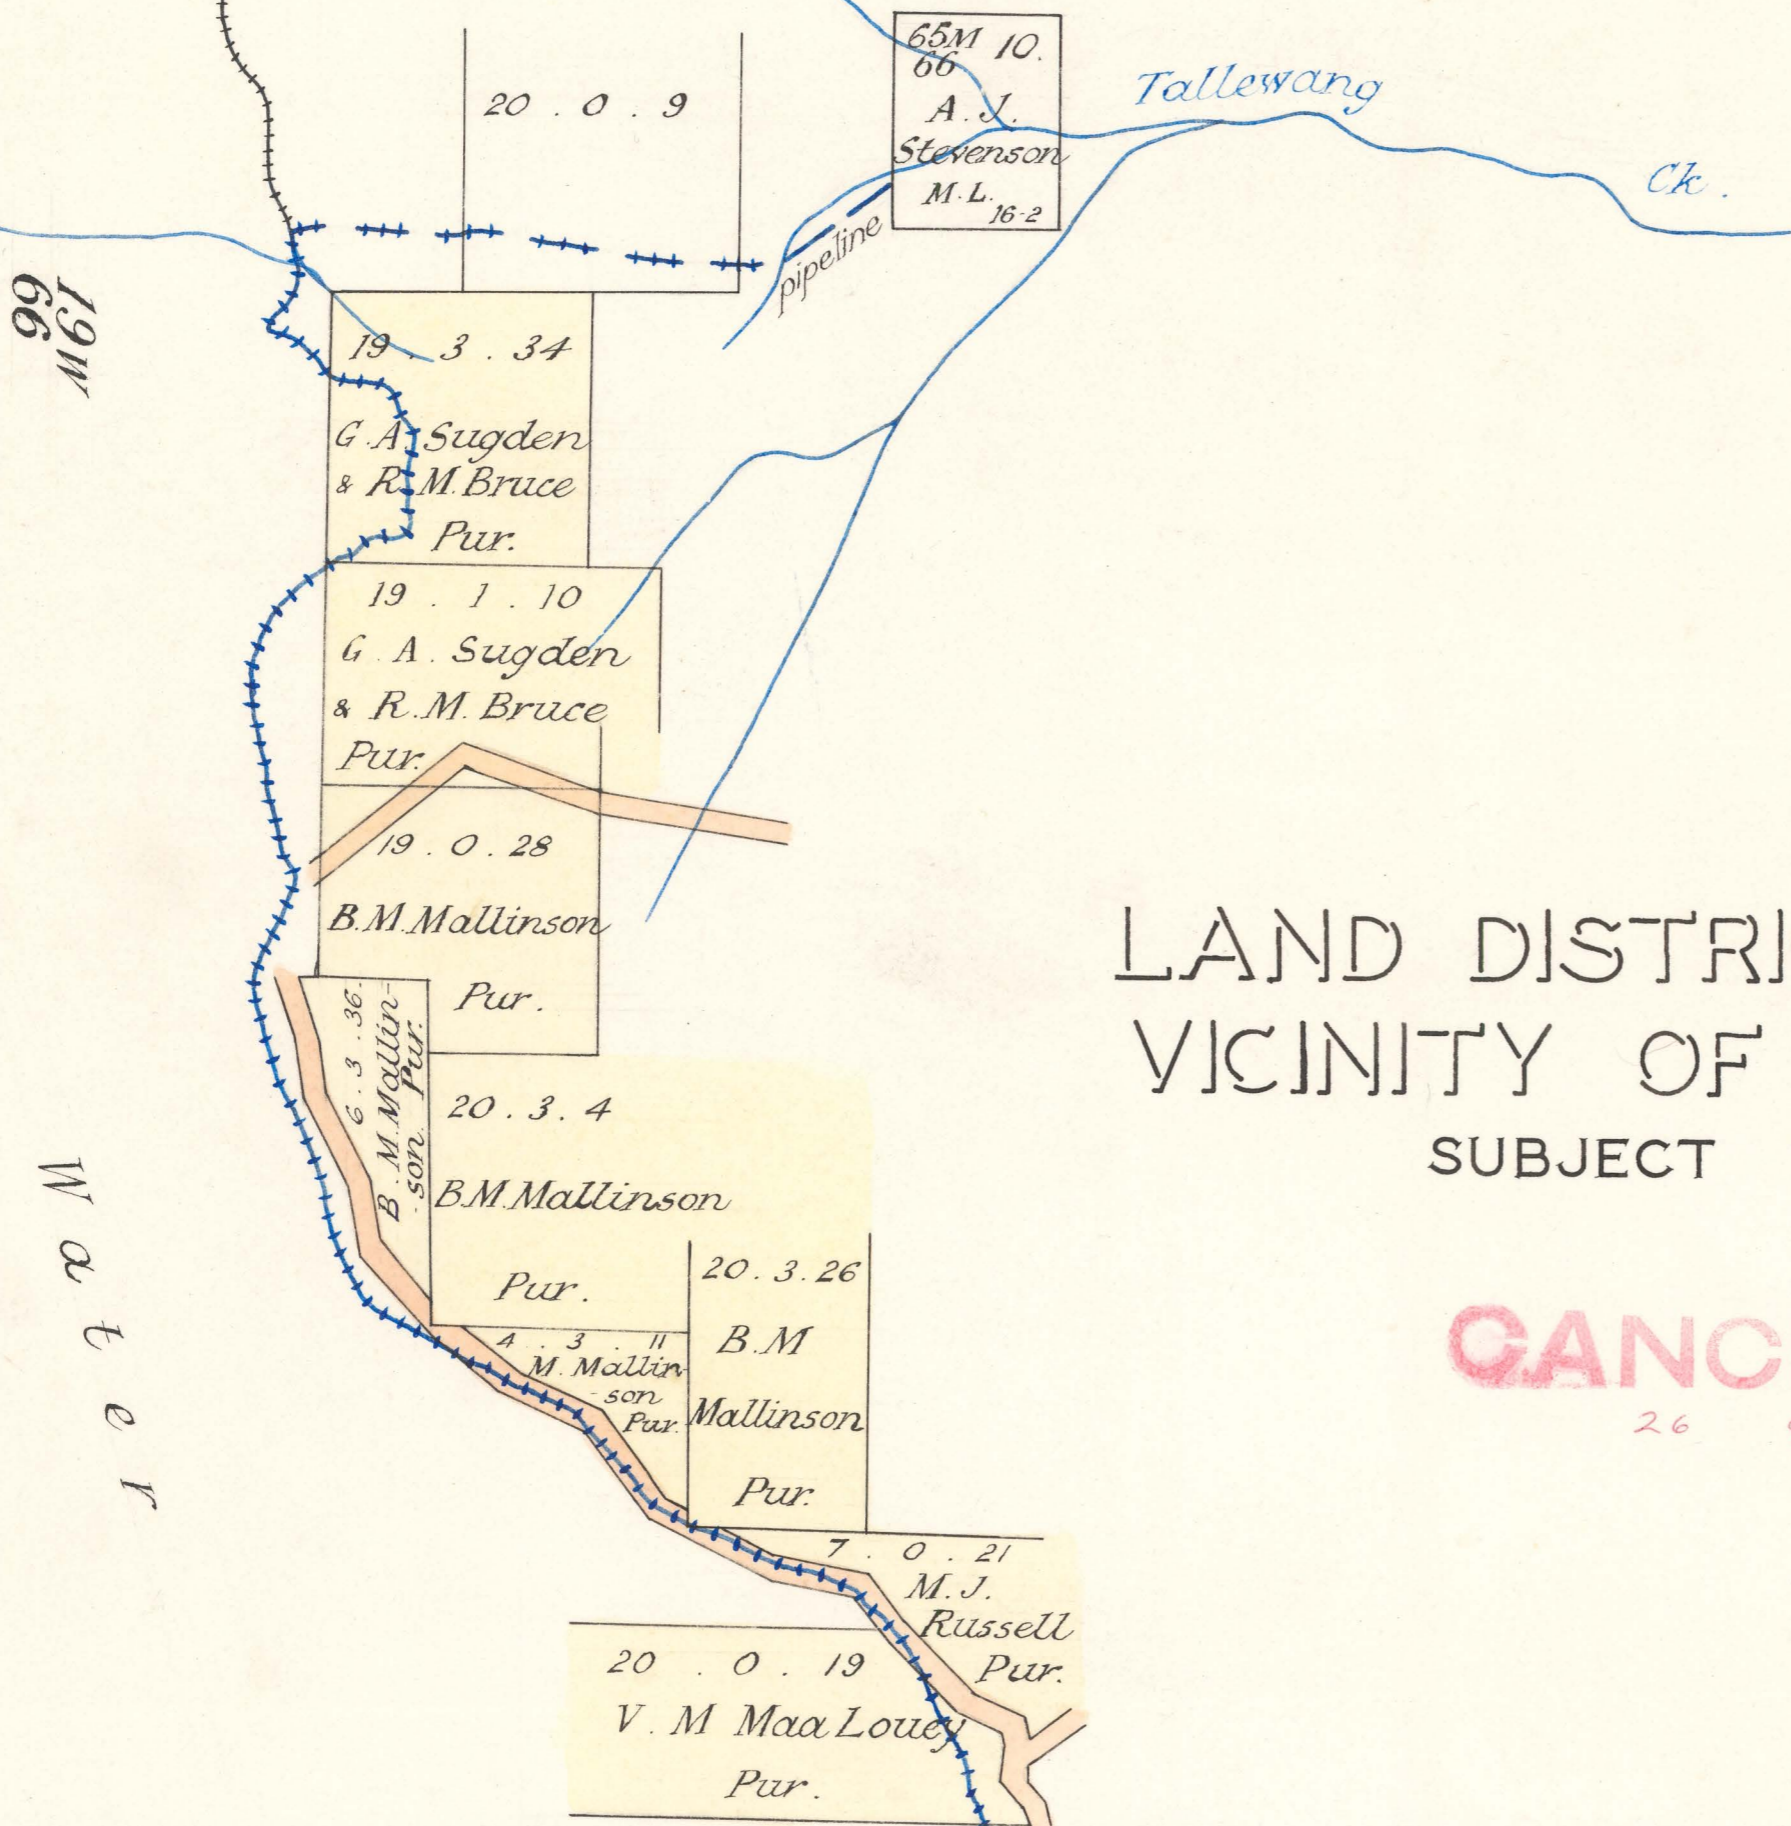 65M 10.
66
A. J.
Stevenson
M. L.
16-2
20 . 0 . 9
Tallewang
Ck.
pipeline
19W
66
19 . 3 . 34
G. A. Sugden
& R. M. Bruce
Pur.
19 . 1 . 10
G. A. Sugden
& R. M. Bruce
Pur.
19 . 0 . 28
B. M. Mallinson
Pur.
6 . 3 . 36.
B. M. Mallin-
-son Pur.
20 . 3 . 4
B. M. Mallinson
Pur.
4 . 3 . 11
M. Mallin-
-son
Pur.
20 . 3 . 26
B. M
Mallinson
Pur.
7 . 0 . 21
M. J.
Russell
Pur.
20 . 0 . 19
V. M Maa Louey
Pur.
Water
LAND DISTRI
VICINITY OF
SUBJECT
CANC
26